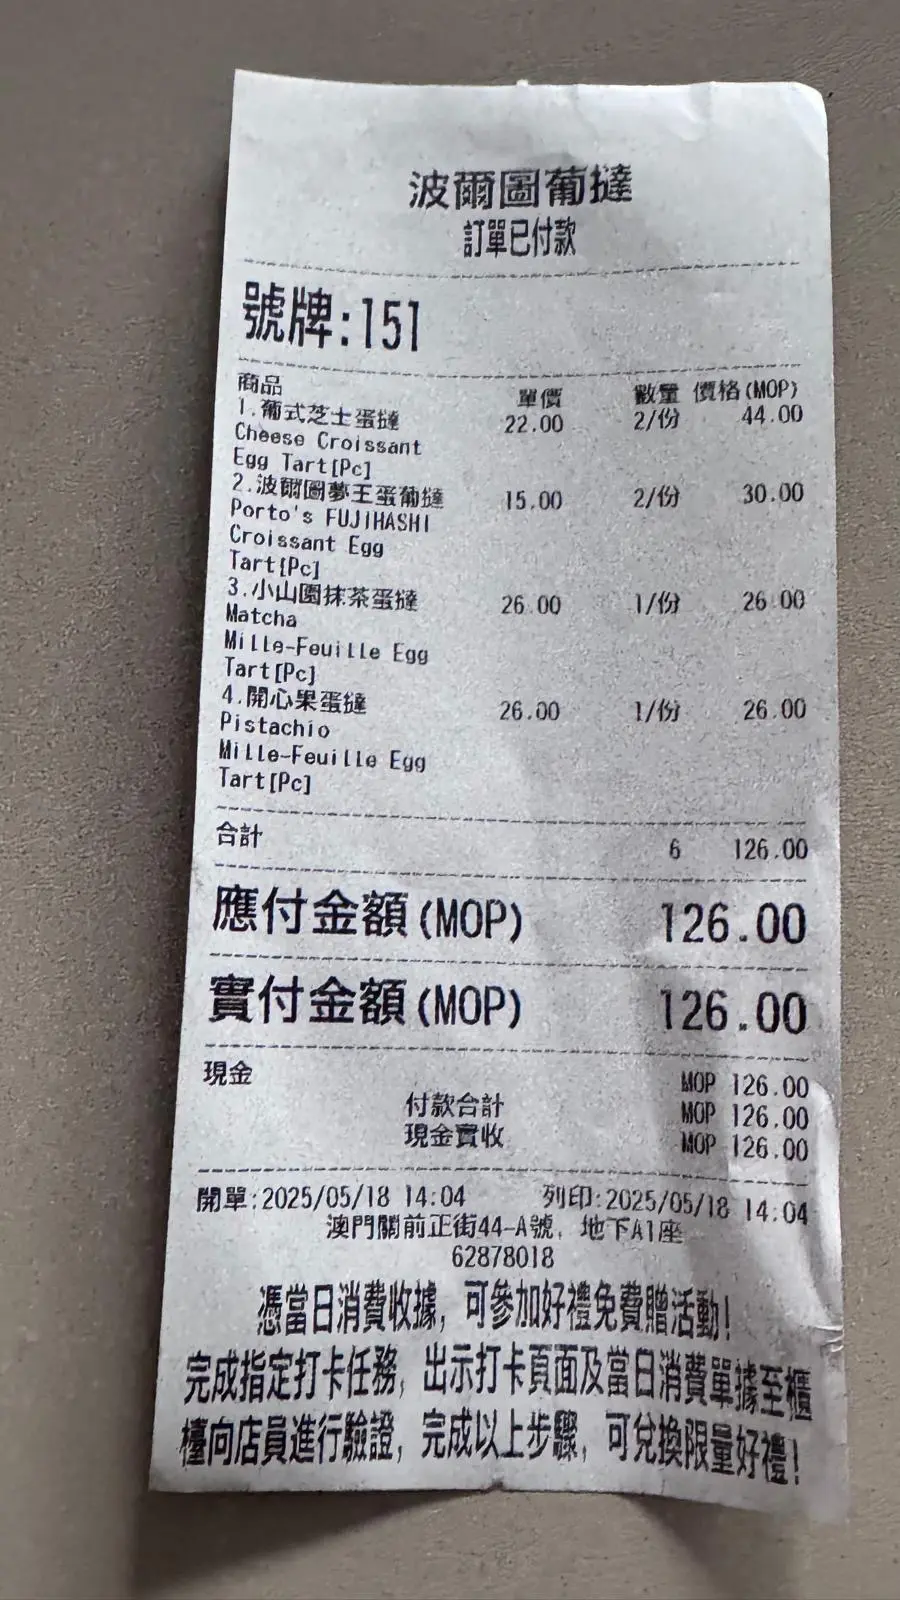 波爾圖葡撻
訂單已付款
號牌:151
商品 單價 數量 價格(MOP)
1.葡式芝士蛋撻 22.00 2/份 44.00
Cheese Croissant
Egg Tart[Pc]
2.波爾圖夢王蛋葡撻 15.00 2/份 30.00
Porto's FUJIHASHI
Croissant Egg
Tart[Pc]
3.小山園抹茶蛋撻 26.00 1/份 26.00
Matcha
Mille-Feuille Egg
Tart[Pc]
4.開心果蛋撻 26.00 1/份 26.00
Pistachio
Mille-Feuille Egg
Tart[Pc]
合計 6 126.00
應付金額(MOP) 126.00
實付金額(MOP) 126.00
現金 MOP 126.00
付款合計 MOP 126.00
現金實收 MOP 126.00
開單:2025/05/18 14:04 列印:2025/05/18 14:04
澳門關前正街44-A號，地下A1座
62878018
憑當日消費收據，可參加好禮免費贈活動！
完成指定打卡任務，出示打卡頁面及當日消費單據至櫃
檯向店員進行驗證，完成以上步驟，可兌換限量好禮！